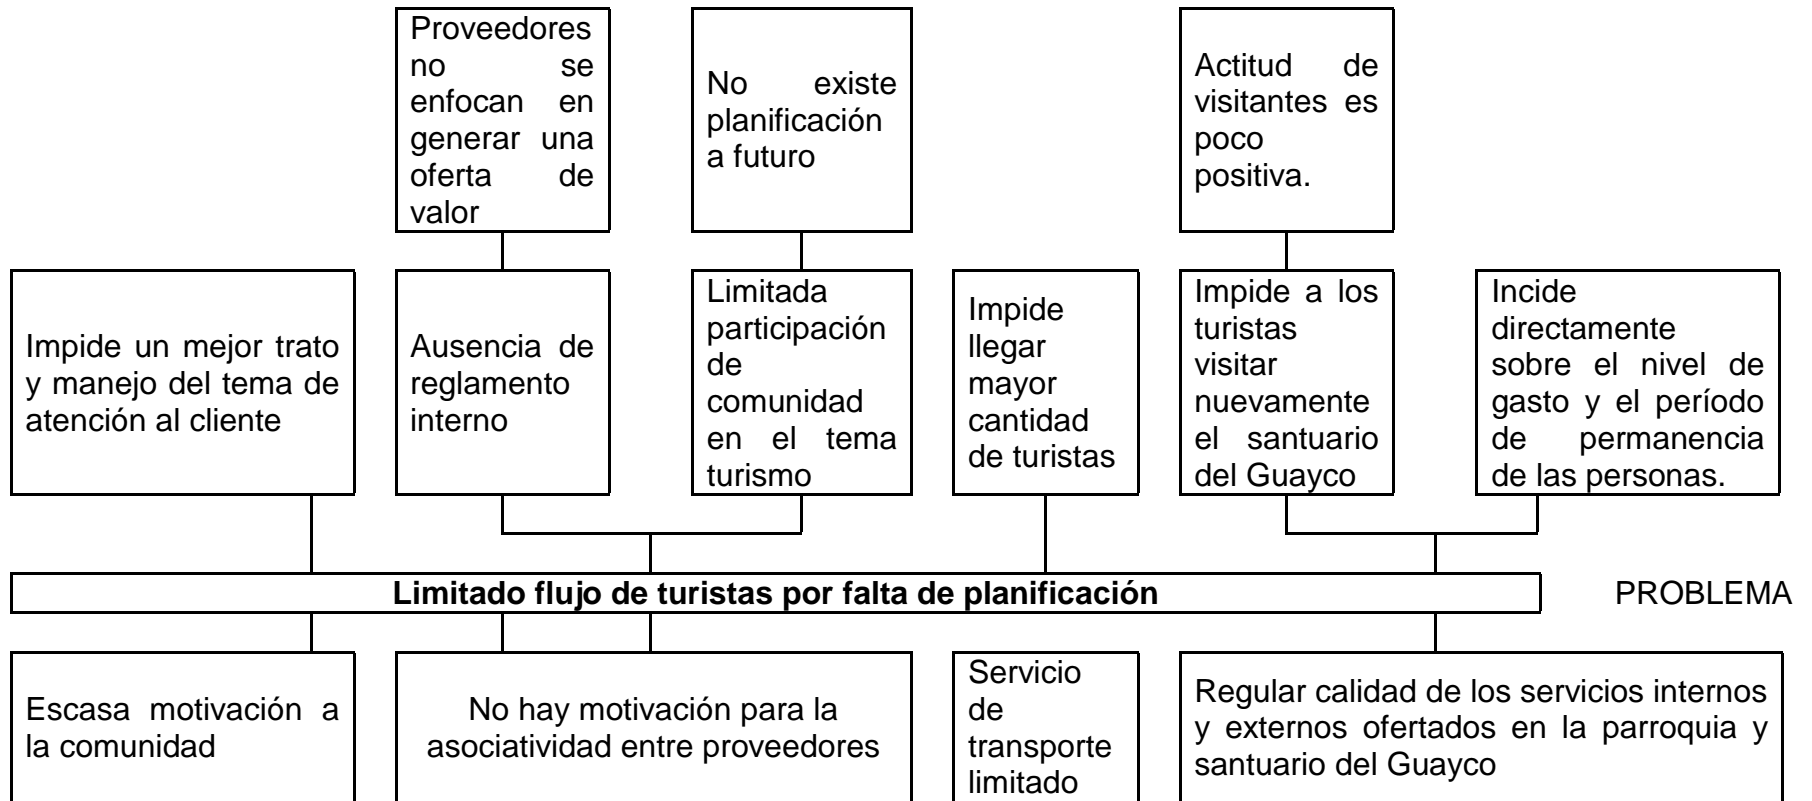 Proveedores
no se
enfocan en
generar una
oferta de
valor
No existe
planificación
a futuro
Actitud de
visitantes es
poco
positiva.
Impide un mejor trato
y manejo del tema de
atención al cliente
Ausencia de
reglamento
interno
Limitada
participación
de
comunidad
en el tema
turismo
Impide
llegar
mayor
cantidad
de turistas
Impide a los
turistas
visitar
nuevamente
el santuario
del Guayco
Incide
directamente
sobre el nivel de
gasto y el período
de permanencia
de las personas.
Limitado flujo de turistas por falta de planificación
PROBLEMA
Escasa motivación a
la comunidad
No hay motivación para la
asociatividad entre proveedores
Servicio
de
transporte
limitado
Regular calidad de los servicios internos
y externos ofertados en la parroquia y
santuario del Guayco